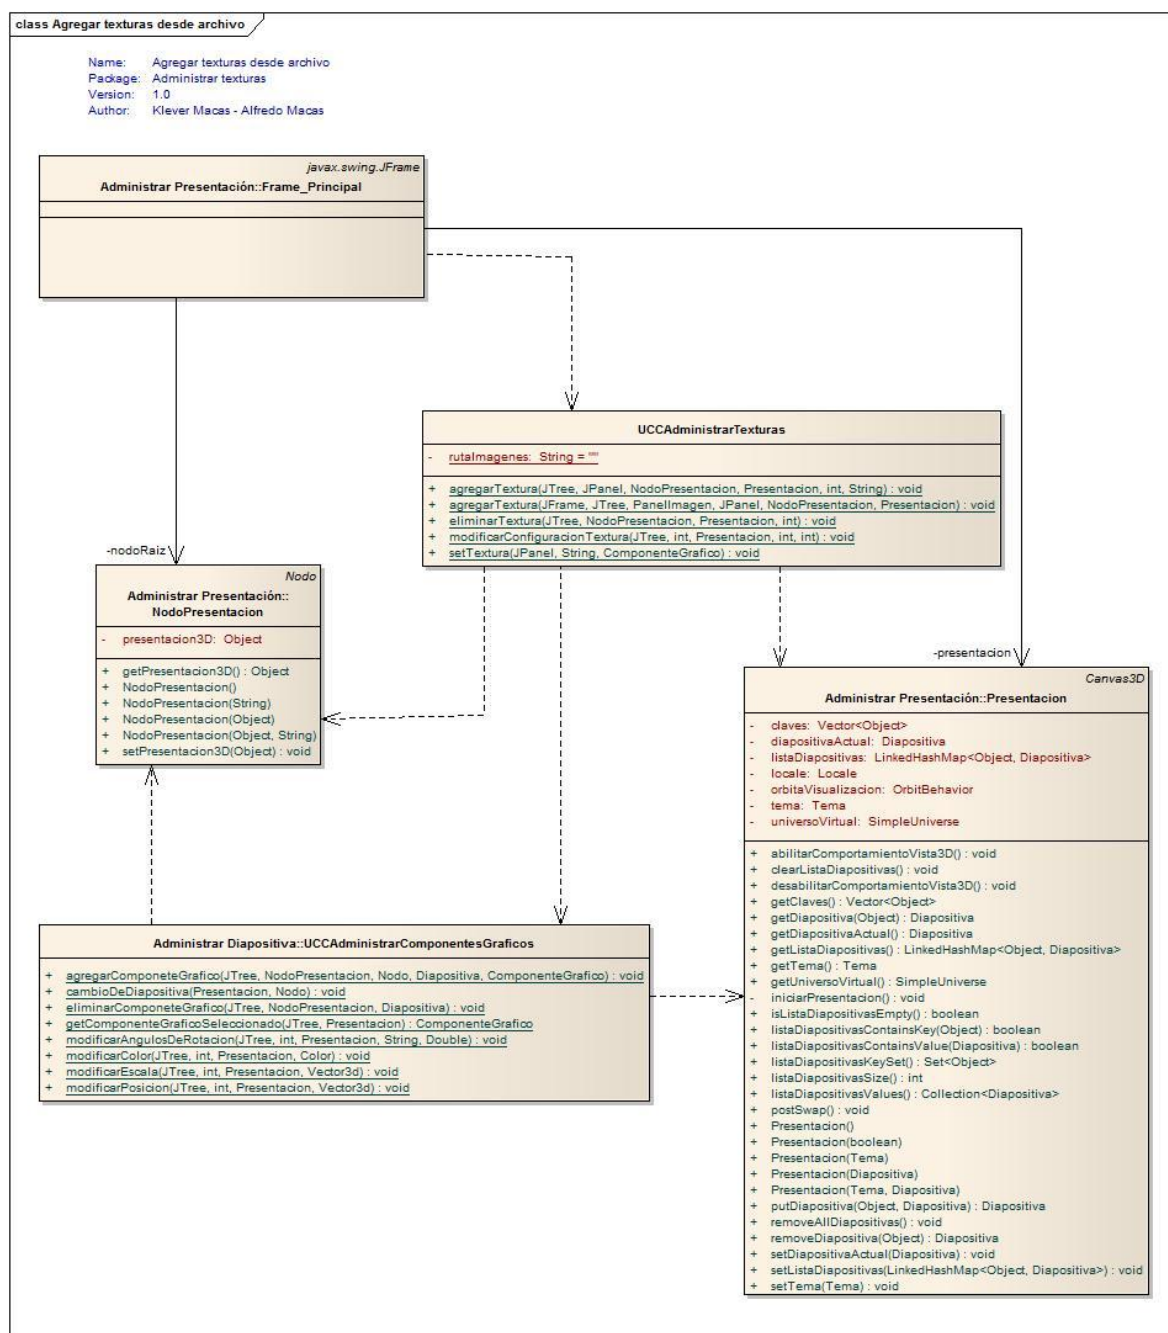 class Agregar texturas desde archivo
Name: Agregar texturas desde archivo
Package: Administrar texturas
Version: 1.0
Author: Klever Macas - Alfredo Macas
javax.swing.JFrame
Administrar Presentación::Frame_Principal
UCCAdministrarTexturas
- rutaImagenes: String = ""
+ agregarTextura(JTree, JPanel, NodoPresentacion, Presentacion, int, String) : void
+ agregarTextura(JFrame, JTree, PanelImagen, JPanel, NodoPresentacion, Presentacion) : void
+ eliminarTextura(JTree, NodoPresentacion, Presentacion, int) : void
+ modificarConfiguracionTextura(JTree, int, Presentacion, int, int) : void
+ setTextura(JPanel, String, ComponenteGrafico) : void
-nodoRaiz
Nodo
Administrar Presentación::
NodoPresentacion
- presentacion3D: Object
+ getPresentacion3D() : Object
+ NodoPresentacion()
+ NodoPresentacion(String)
+ NodoPresentacion(Object)
+ NodoPresentacion(Object, String)
+ setPresentacion3D(Object) : void
-presentacion
Canvas3D
Administrar Presentación::Presentacion
- claves: Vector<Object>
- diapositivaActual: Diapositiva
- listaDiapositivas: LinkedHashMap<Object, Diapositiva>
- locale: Locale
- orbitaVisualizacion: OrbitBehavior
- tema: Tema
- universoVirtual: SimpleUniverse
+ abilitarComportamientoVista3D() : void
+ clearListaDiapositivas() : void
+ desabilitarComportamientoVista3D() : void
+ getClaves() : Vector<Object>
+ getDiapositiva(Object) : Diapositiva
+ getDiapositivaActual() : Diapositiva
+ getListaDiapositivas() : LinkedHashMap<Object, Diapositiva>
+ getTema() : Tema
+ getUniversoVirtual() : SimpleUniverse
- iniciarPresentacion() : void
+ isListaDiapositivasEmpty() : boolean
+ listaDiapositivasContainsKey(Object) : boolean
+ listaDiapositivasContainsValue(Diapositiva) : boolean
+ listaDiapositivasKeySet() : Set<Object>
+ listaDiapositivasSize() : int
+ listaDiapositivasValues() : Collection<Diapositiva>
+ postSwap() : void
+ Presentacion()
+ Presentacion(boolean)
+ Presentacion(Tema)
+ Presentacion(Diapositiva)
+ Presentacion(Tema, Diapositiva)
+ putDiapositiva(Object, Diapositiva) : Diapositiva
+ removeAllDiapositivas() : void
+ removeDiapositiva(Object) : Diapositiva
+ setDiapositivaActual(Diapositiva) : void
+ setListaDiapositivas(LinkedHashMap<Object, Diapositiva>) : void
+ setTema(Tema) : void
Administrar Diapositiva::UCCAdministrarComponentesGraficos
+ agregarComponeteGrafico(JTree, NodoPresentacion, Nodo, Diapositiva, ComponenteGrafico) : void
+ cambioDeDiapositiva(Presentacion, Nodo) : void
+ eliminarComponeteGrafico(JTree, NodoPresentacion, Diapositiva) : void
+ getComponenteGraficoSeleccionado(JTree, Presentacion) : ComponenteGrafico
+ modificarAngulosDeRotacion(JTree, int, Presentacion, String, Double) : void
+ modificarColor(JTree, int, Presentacion, Color) : void
+ modificarEscala(JTree, int, Presentacion, Vector3d) : void
+ modificarPosicion(JTree, int, Presentacion, Vector3d) : void